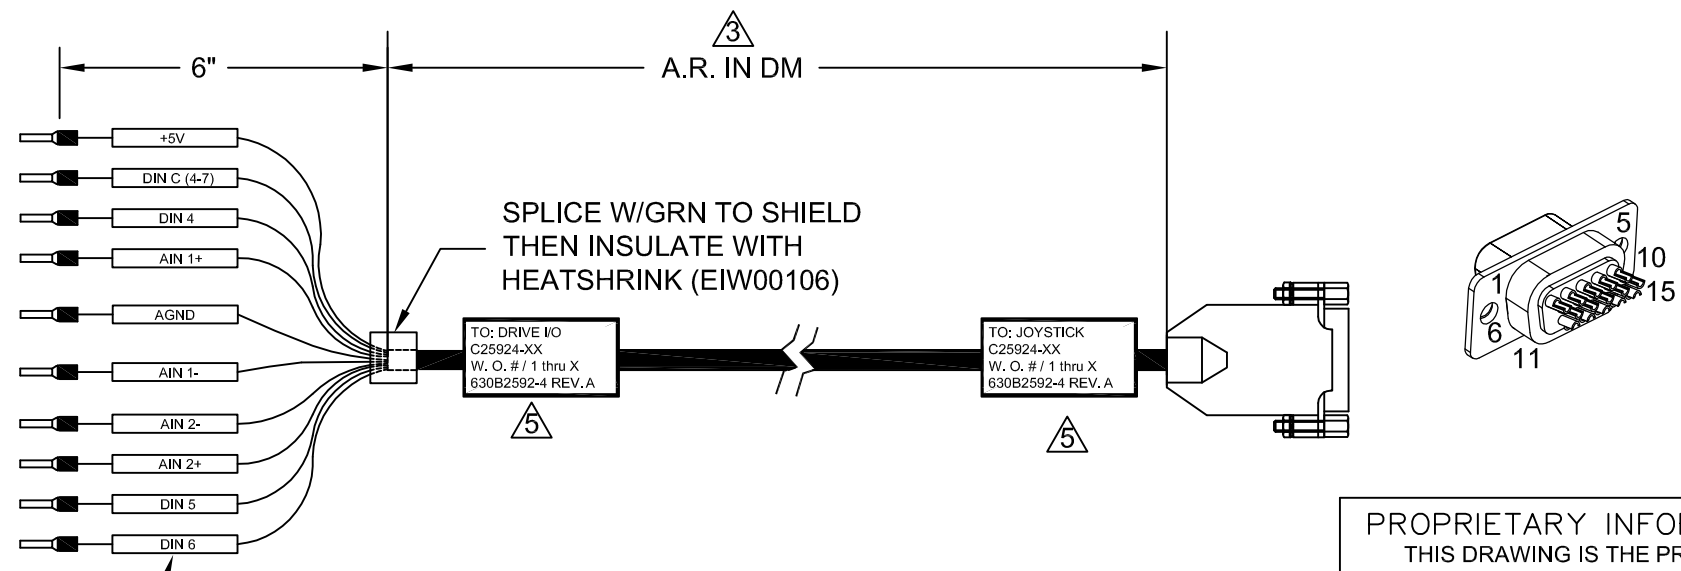 3
6"
A.R. IN DM
+5V
DIN C (4-7)
DIN 4
AIN 1+
AGND
AIN 1-
AIN 2-
AIN 2+
DIN 5
DIN 6
SPLICE W/GRN TO SHIELD
THEN INSULATE WITH
HEATSHRINK (EIW00106)
TO: DRIVE I/O
C25924-XX
W. O. # / 1 thru X
630B2592-4 REV. A
5
TO: JOYSTICK
C25924-XX
W. O. # / 1 thru X
630B2592-4 REV. A
5
5
10
15
1
6
11
PROPRIETARY INFO
THIS DRAWING IS THE PR